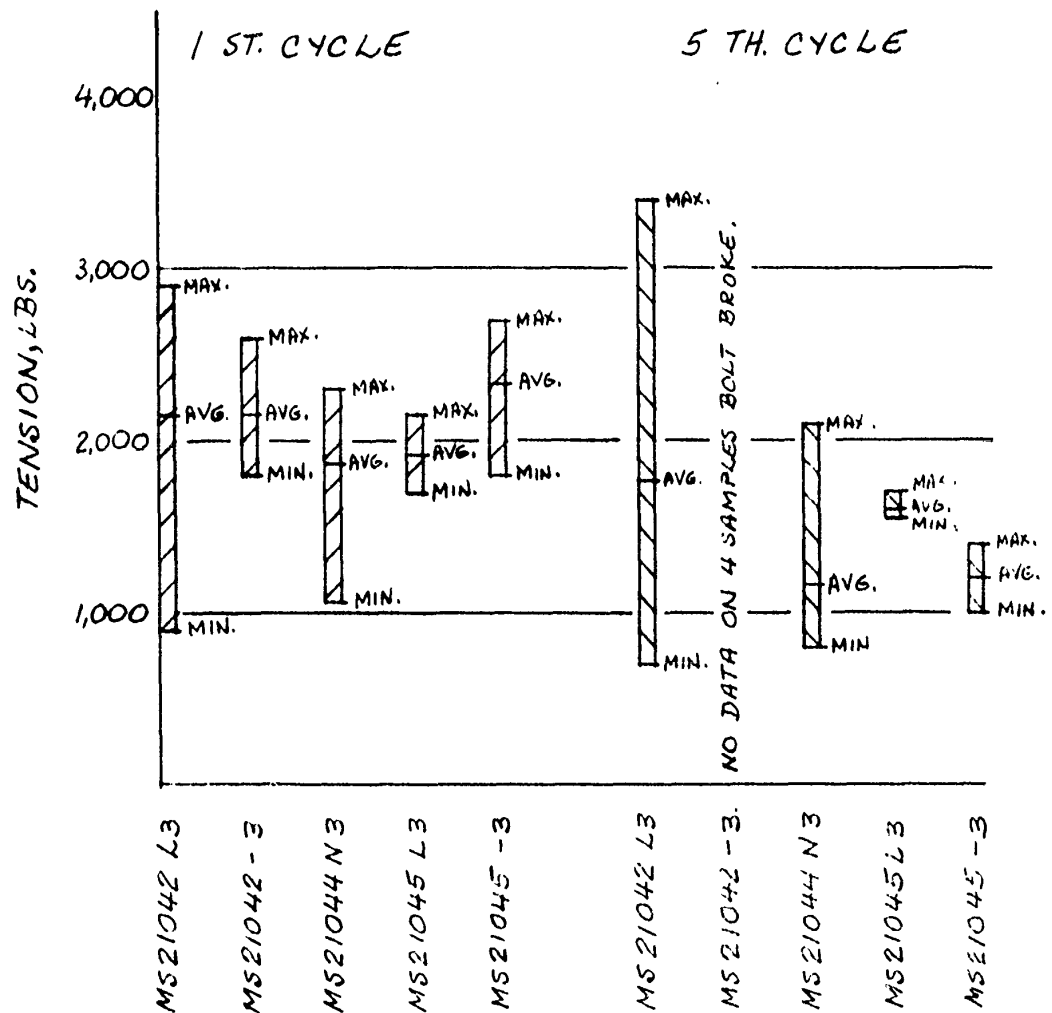 1 ST. CYCLE
5 TH. CYCLE
TENSION, LBS.
4,000
3,000
2,000
1,000
MAX.
AVG.
MIN.
MAX.
AVG.
MIN.
MAX.
AVG.
MIN.
MAX.
AVG.
MIN.
MAX.
AVG.
MIN.
MAX.
AVG.
MIN.
NO DATA ON 4 SAMPLES BOLT BROKE.
MAX.
AVG.
MIN
MAX.
AVG.
MIN.
MAX.
AVG.
MIN.
MS21042 L3
MS21042 -3
MS21044 N3
MS21045 L3
MS21045 -3
MS21042 L3
MS21042 -3.
MS21044 N3
MS21045 L3
MS21045 -3